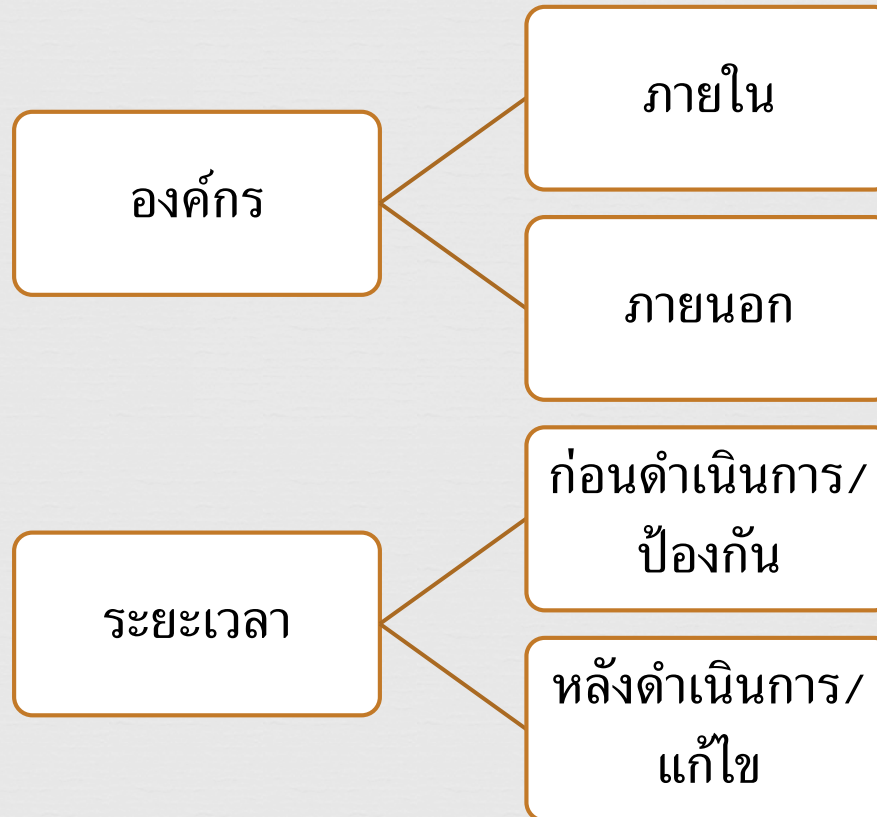 องค์กร
ภายใน
ภายนอก
ระยะเวลา
ก่อนดำเนินการ/
ป้องกัน
หลังดำเนินการ/
แก้ไข